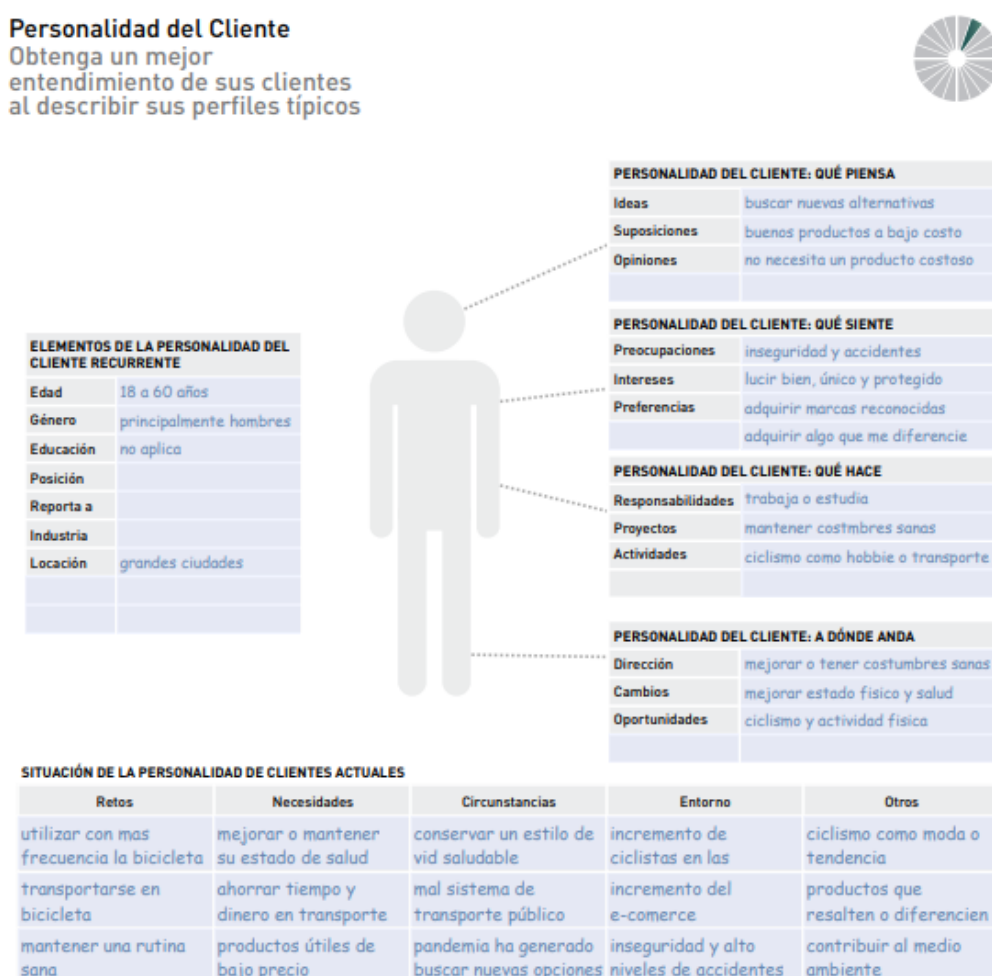 Personalidad del Cliente
Obtenga un mejor
entendimiento de sus clientes
al describir sus perfiles típicos
PERSONALIDAD DEL CLIENTE: QUÉ PIENSA
Ideas buscar nuevas alternativas
Suposiciones buenos productos a bajo costo
Opiniones no necesita un producto costoso
ELEMENTOS DE LA PERSONALIDAD DEL
CLIENTE RECURRENTE
Edad 18 a 60 años
Género principalmente hombres
Educación no aplica
Posición
Reporta a
Industria
Locación grandes ciudades
PERSONALIDAD DEL CLIENTE: QUÉ SIENTE
Preocupaciones inseguridad y accidentes
Intereses lucir bien, único y protegido
Preferencias adquirir marcas reconocidas
adquirir algo que me diferencie
PERSONALIDAD DEL CLIENTE: QUÉ HACE
Responsabilidades trabaja o estudia
Proyectos mantener costmbres sanas
Actividades ciclismo como hobbie o transporte
PERSONALIDAD DEL CLIENTE: A DÓNDE ANDA
Dirección mejorar o tener costumbres sanas
Cambios mejorar estado fisico y salud
Oportunidades ciclismo y actividad fisica
SITUACIÓN DE LA PERSONALIDAD DE CLIENTES ACTUALES
Retos Necesidades Circunstancias Entorno Otros
utilizar con mas mejorar o mantener conservar un estilo de incremento de ciclismo como moda o
frecuencia la bicicleta su estado de salud vid saludable ciclistas en las tendencia
transportarse en ahorrar tiempo y mal sistema de incremento del productos que
bicicleta dinero en transporte transporte público e-comerce resalten o diferencien
mantener una rutina productos útiles de pandemia ha generado inseguridad y alto contribuir al medio
sana bajo precio buscar nuevas opciones niveles de accidentes ambiente